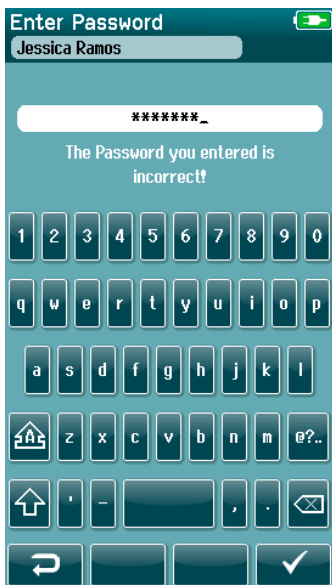 Enter Password
Jessica Ramos
*******_
The Password you entered is
incorrect!
1 2 3 4 5 6 7 8 9 0
q w e r t y u i o p
a s d f g h j k l
A z x c v b n m @?..
' - , .